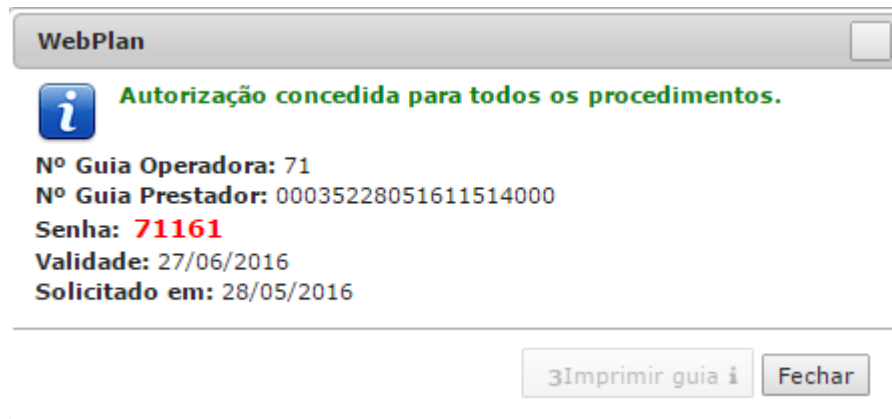 WebPlan
Autorização concedida para todos os procedimentos.
Nº Guia Operadora: 71
Nº Guia Prestador: 00035228051611514000
Senha: 71161
Validade: 27/06/2016
Solicitado em: 28/05/2016
3Imprimir guia i Fechar